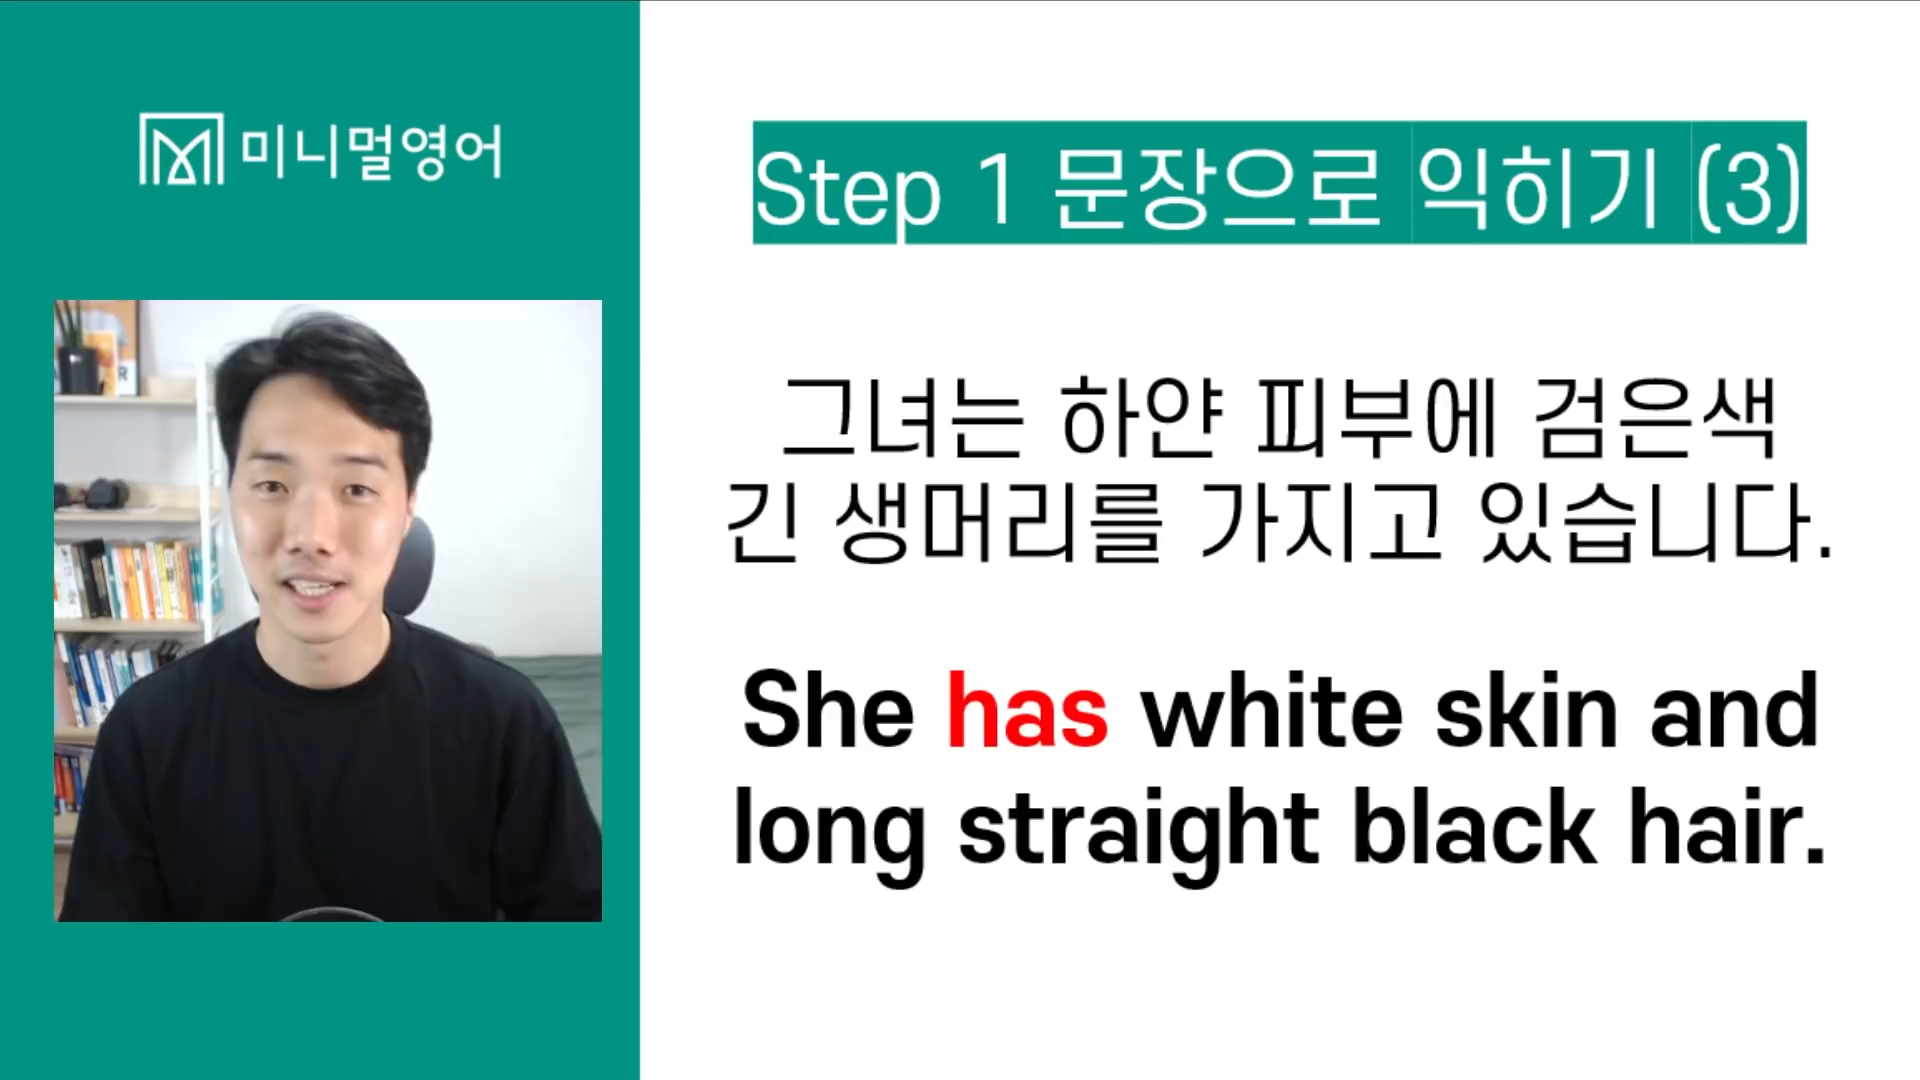 미니멀영어
Step 1 문장으로 익히기 (3)
그녀는 하얀 피부에 검은색
긴 생머리를 가지고 있습니다.
She has white skin and
long straight black hair.